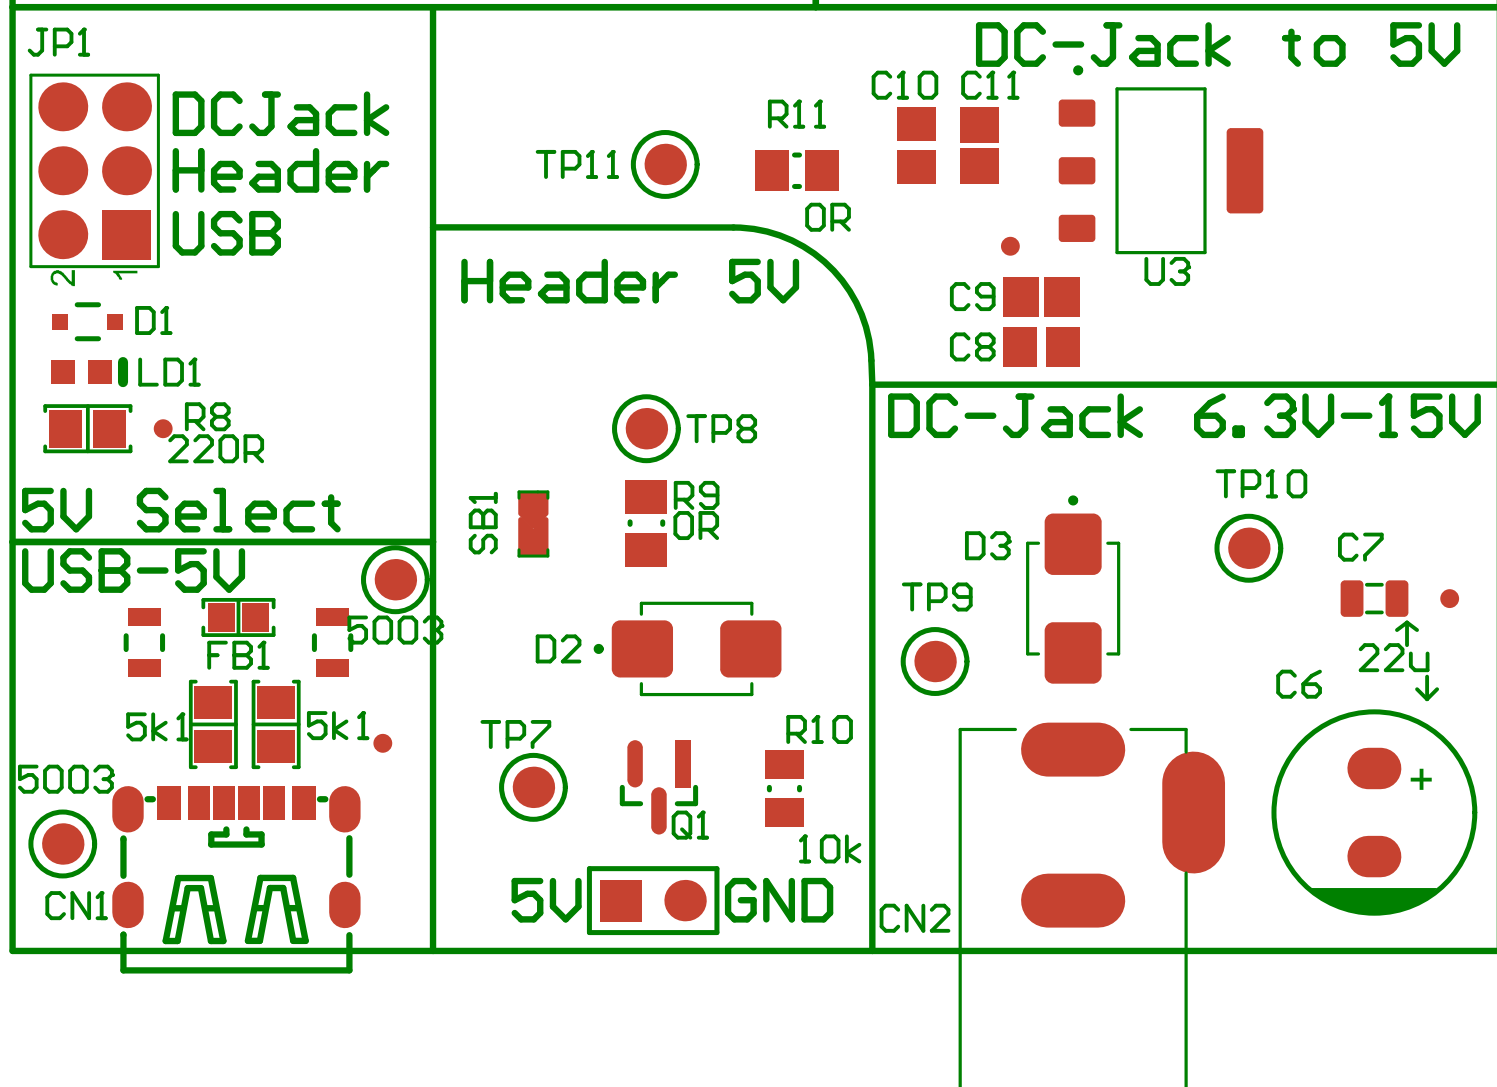 JP1
DCJack
Header
USB
2
1
D1
LD1
R8
220R
5V Select
USB-5V
5003
FB1
5k1
5k1
5003
CN1
TP11
R11
0R
C10
C11
DC-Jack to 5V
U3
C9
C8
Header 5V
TP8
SB1
R9
0R
D2
TP7
R10
Q1
10k
5V
GND
DC-Jack 6.3V-15V
TP10
D3
C7
TP9
22u
C6
+
CN2